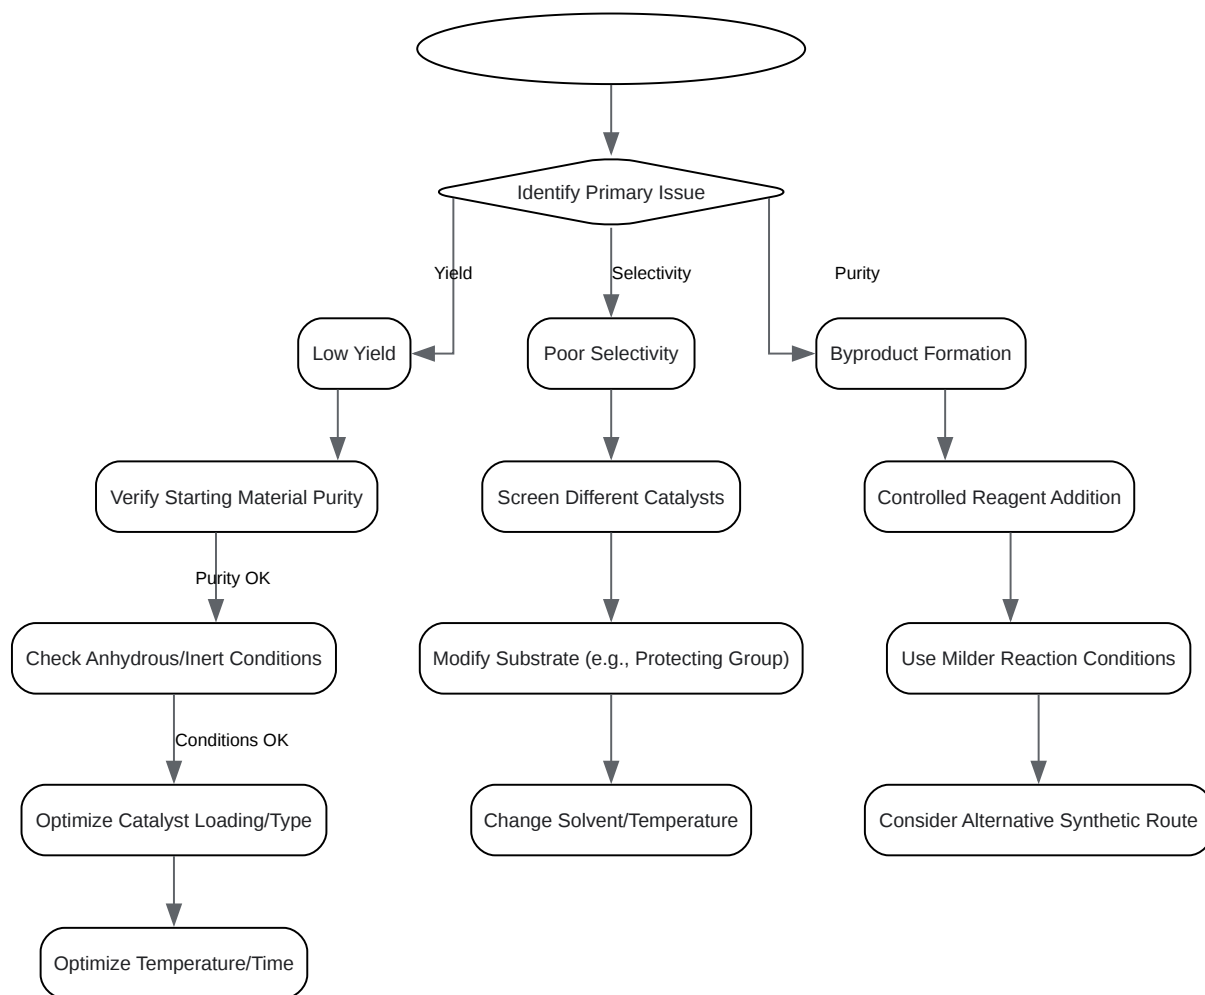 Identify Primary Issue
Yield
Selectivity
Purity
Low Yield
Poor Selectivity
Byproduct Formation
Verify Starting Material Purity
Screen Different Catalysts
Controlled Reagent Addition
Purity OK
Check Anhydrous/Inert Conditions
Modify Substrate (e.g., Protecting Group)
Use Milder Reaction Conditions
Conditions OK
Optimize Catalyst Loading/Type
Change Solvent/Temperature
Consider Alternative Synthetic Route
Optimize Temperature/Time